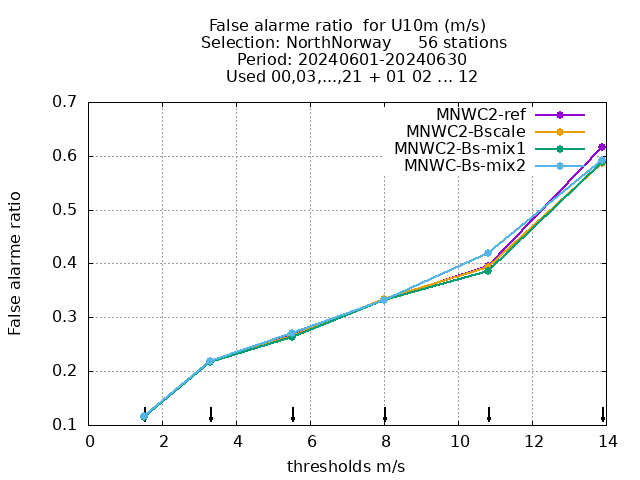 False alarme ratio  for U10m (m/s)
Selection: NorthNorway     56 stations
Period: 20240601-20240630
Used 00,03,...,21 + 01 02 ... 12
MNWC2-ref
MNWC2-Bscale
MNWC2-Bs-mix1
MNWC-Bs-mix2
False alarme ratio
0.7
0.6
0.5
0.4
0.3
0.2
0.1
0 2 4 6 8 10 12 14
thresholds m/s